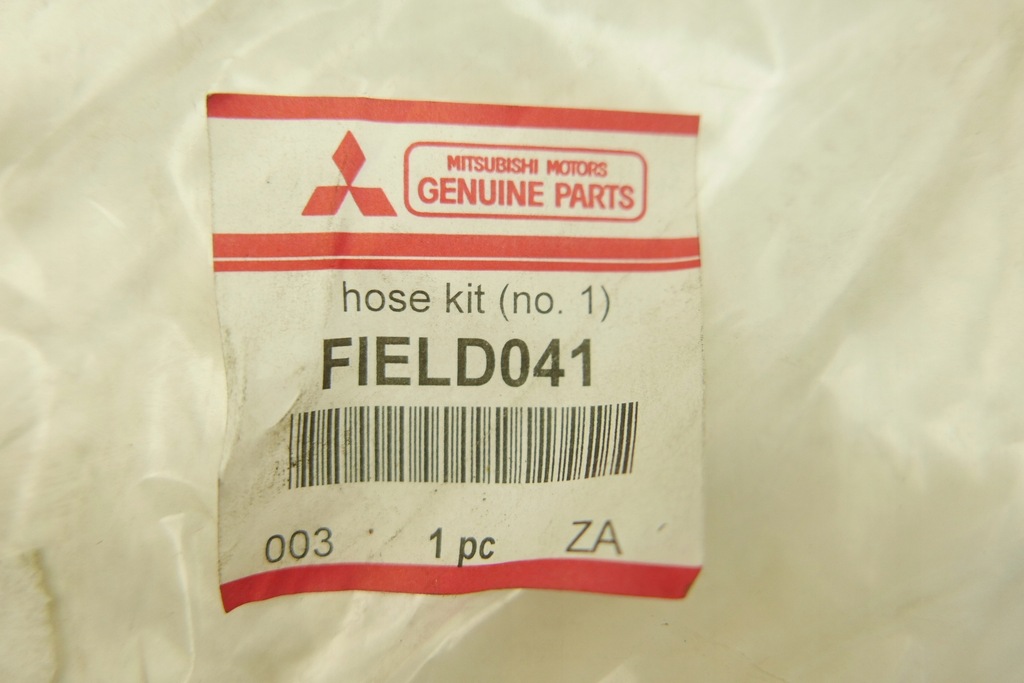 MITSUBISHI MOTORS
GENUINE PARTS
hose kit (no. 1)
FIELD041
003 1 pc ZA